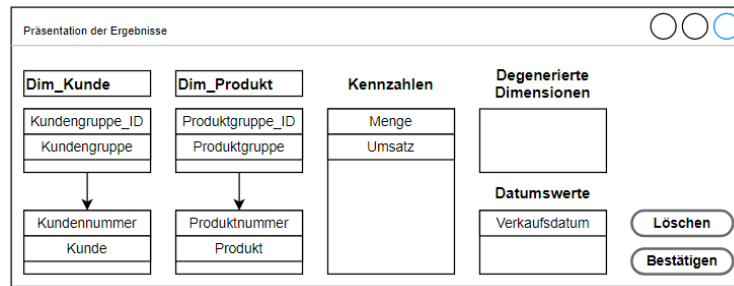 Präsentation der Ergebnisse
Dim_Kunde
Kundengruppe_ID
Kundengruppe
Kundennummer
Kunde
Dim_Produkt
Produktgruppe_ID
Produktgruppe
Produktnummer
Produkt
Kennzahlen
Menge
Umsatz
Degenerierte
Dimensionen
Datumswerte
Verkaufsdatum
Löschen
Bestätigen